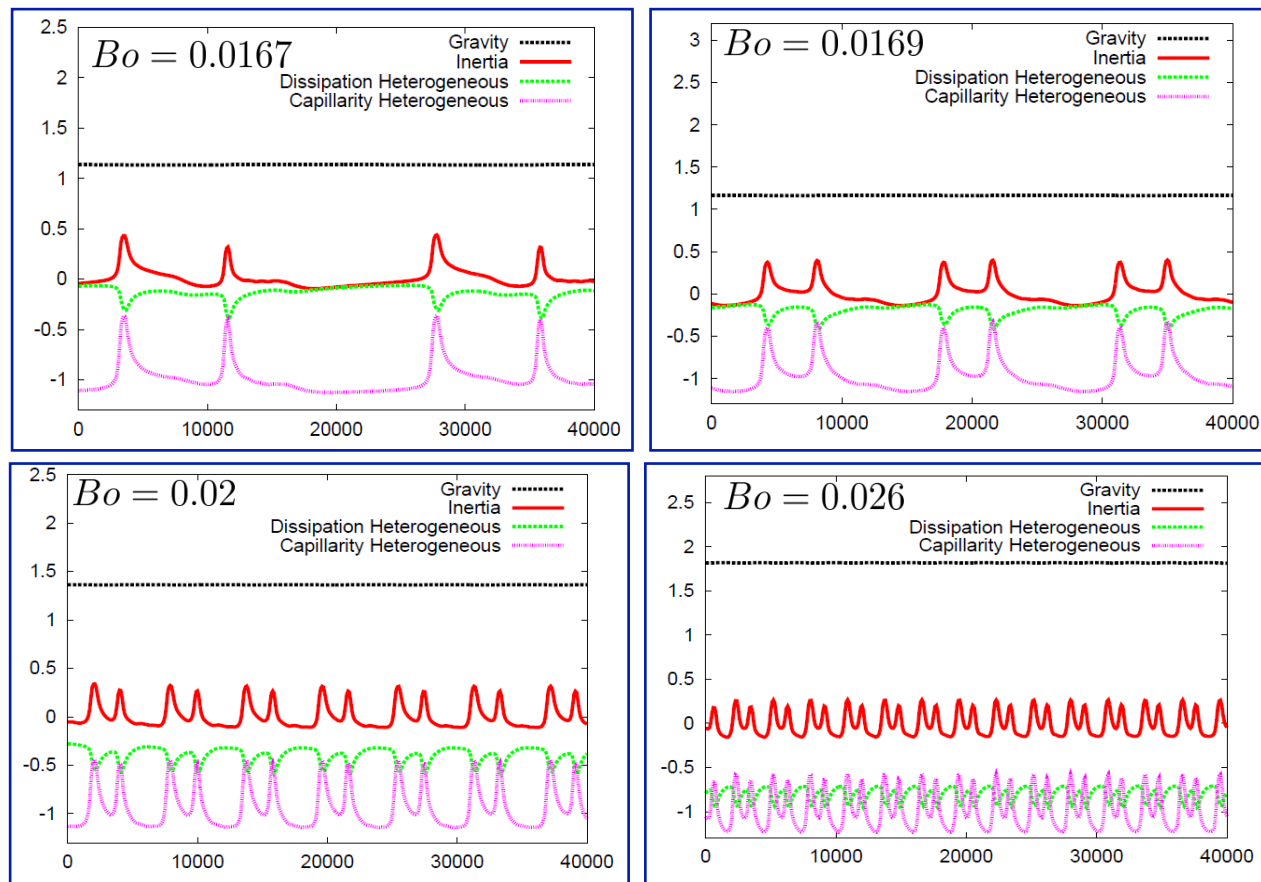 Bo = 0.0167
Gravity
Inertia
Dissipation Heterogeneous
Capillarity Heterogeneous
2.5
2
1.5
1
0.5
0
-0.5
-1
0 10000 20000 30000 40000
Bo = 0.0169
Gravity
Inertia
Dissipation Heterogeneous
Capillarity Heterogeneous
3
2.5
2
1.5
1
0.5
0
-0.5
-1
0 10000 20000 30000 40000
Bo = 0.02
Gravity
Inertia
Dissipation Heterogeneous
Capillarity Heterogeneous
2.5
2
1.5
1
0.5
0
-0.5
-1
0 10000 20000 30000 40000
Bo = 0.026
Gravity
Inertia
Dissipation Heterogeneous
Capillarity Heterogeneous
2.5
2
1.5
1
0.5
0
-0.5
-1
0 10000 20000 30000 40000